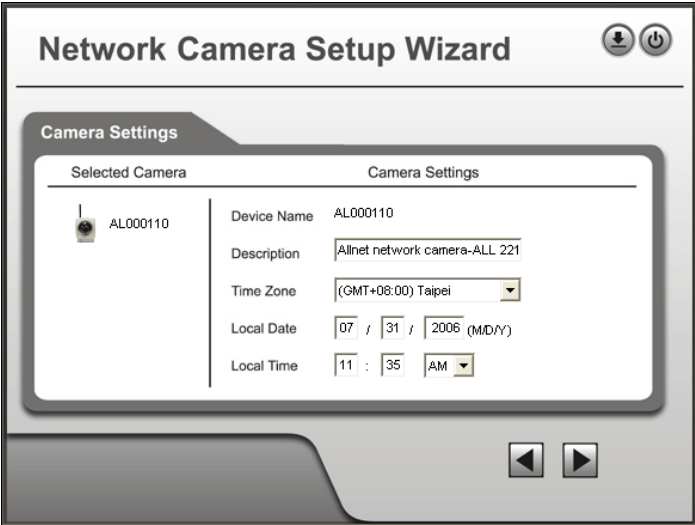 Network Camera Setup Wizard
Camera Settings
Selected Camera
Camera Settings
AL000110
Device Name AL000110
Description Allnet network camera-ALL 221
Time Zone (GMT+08:00) Taipei
Local Date 07 / 31 / 2006 (M/D/Y)
Local Time 11 : 35 AM